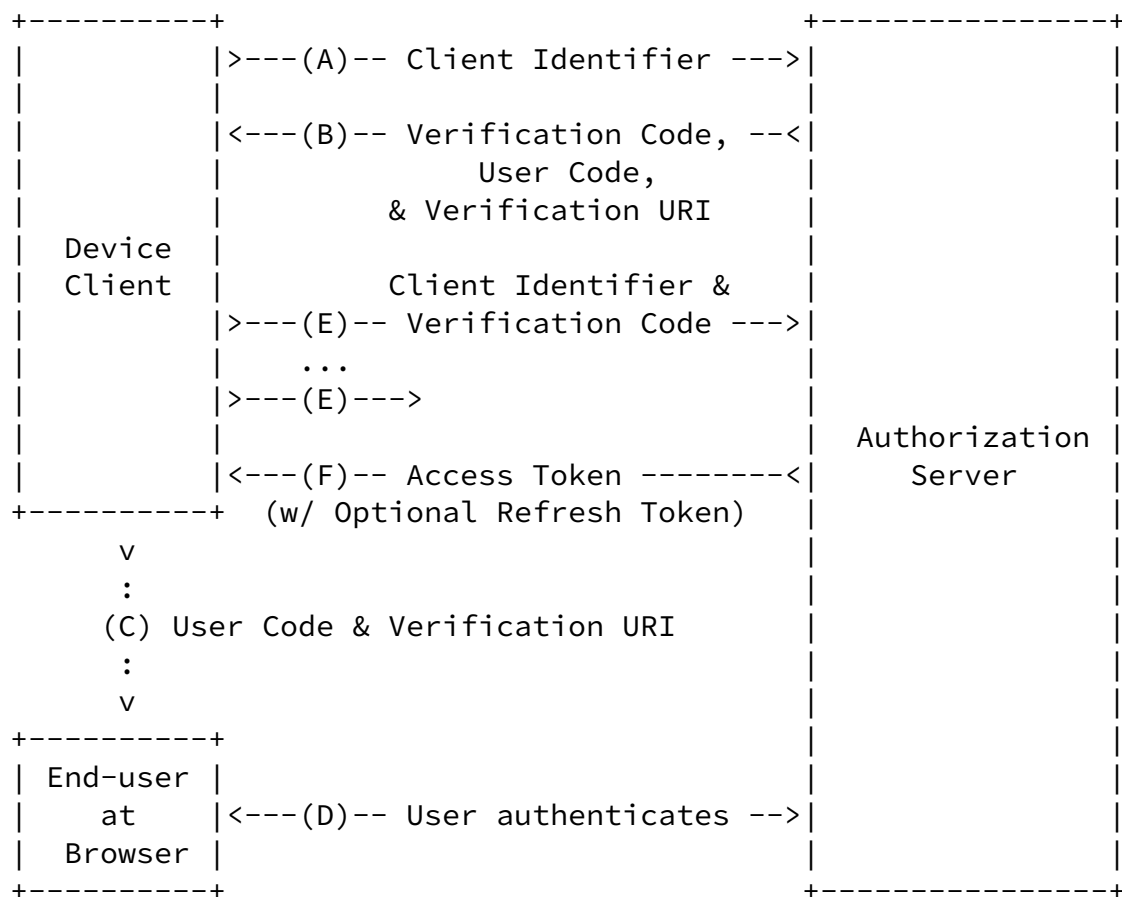 +----------+                                +----------------+
|          |>---(A)-- Client Identifier --->|                |
|          |                                |                |
|          |<---(B)-- Verification Code, --<|                |
|          |              User Code,        |                |
|          |         & Verification URI     |                |
|  Device  |                                |                |
|  Client  |         Client Identifier &    |                |
|          |>---(E)-- Verification Code --->|                |
|          |    ...                         |                |
|          |>---(E)--->                     |                |
|          |                                |  Authorization |
|          |<---(F)-- Access Token --------<|     Server     |
+----------+  (w/ Optional Refresh Token)   |                |
      v                                     |                |
      :                                     |                |
     (C) User Code & Verification URI       |                |
      :                                     |                |
      v                                     |                |
+----------+                                |                |
| End-user |                                |                |
|    at    |<---(D)-- User authenticates -->|                |
|  Browser |                                |                |
+----------+                                +----------------+